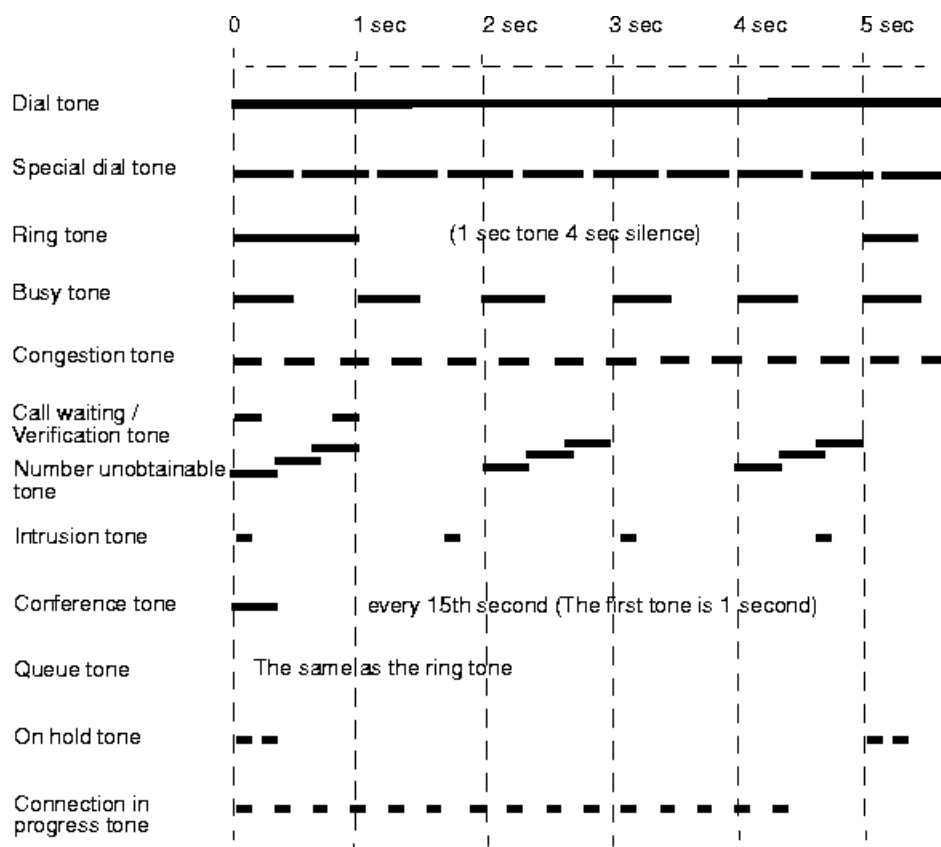 0 1 sec 2 sec 3 sec 4 sec 5 sec
Dial tone
Special dial tone
Ring tone (1 sec tone 4 sec silence)
Busy tone
Congestion tone
Call waiting /
Verification tone
Number unobtainable
tone
Intrusion tone
Conference tone every 15th second (The first tone is 1 second)
Queue tone The same as the ring tone
On hold tone
Connection in
progress tone